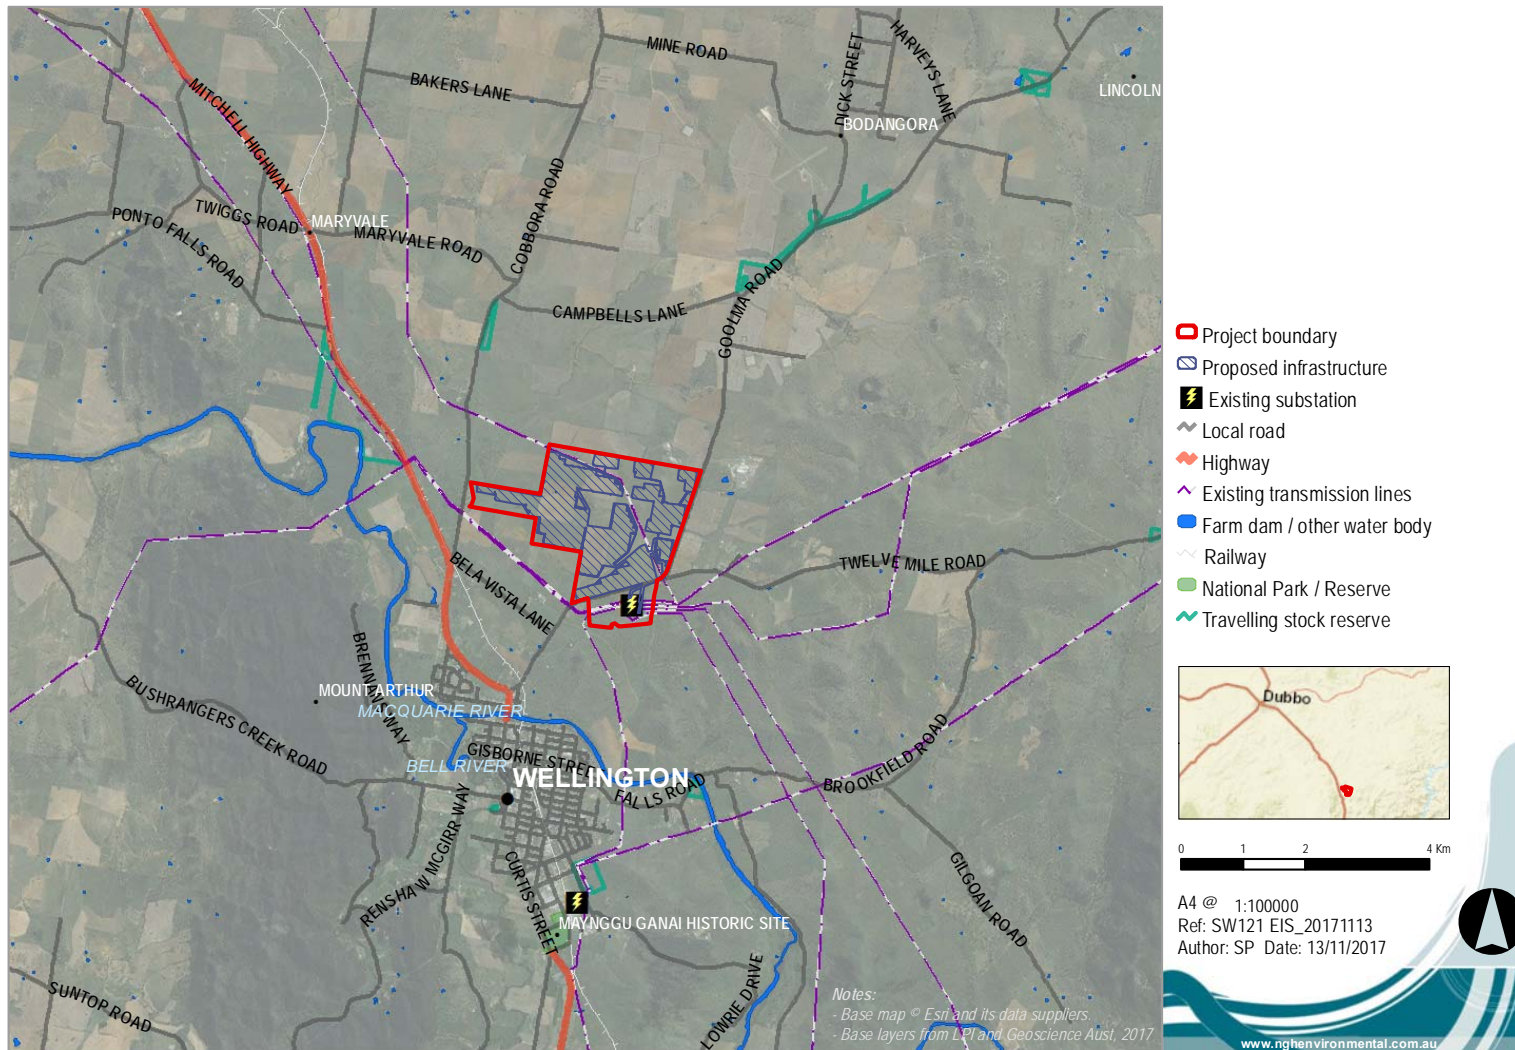 MINE ROAD
DICK STREET
HARVEYS LANE
BAKERS LANE
LINCOLN
MITCHELL HIGHWAY
BODANGORA
COBBORA ROAD
TWIGGS ROAD
MARYVALE
PONTO FALLS ROAD
MARYVALE ROAD
CAMPBELLS LANE
GOOLMA ROAD
BELA VISTA LANE
TWELVE MILE ROAD
BRENNANS WAY
MOUNT ARTHUR
MACQUARIE RIVER
BUSHRANGERS CREEK ROAD
GISBORNE STREE
BELL RIVER
WELLINGTON
FALLS ROAD
BROOKFIELD ROAD
RENSHAW MCGIRR WAY
CURTIS STREET
GILGOAN ROAD
MAYNGGU GANAI HISTORIC SITE
SUNTOP ROAD
LOWRIE DRIVE
Notes:
- Base map © Esri and its data suppliers.
- Base layers from LPI and Geoscience Aust, 2017
Project boundary
Proposed infrastructure
Existing substation
Local road
Highway
Existing transmission lines
Farm dam / other water body
Railway
National Park / Reserve
Travelling stock reserve
Dubbo
0 1 2 4 Km
A4 @ 1:100000
Ref: SW121 EIS_20171113
Author: SP Date: 13/11/2017
www.nghenvironmental.com.au